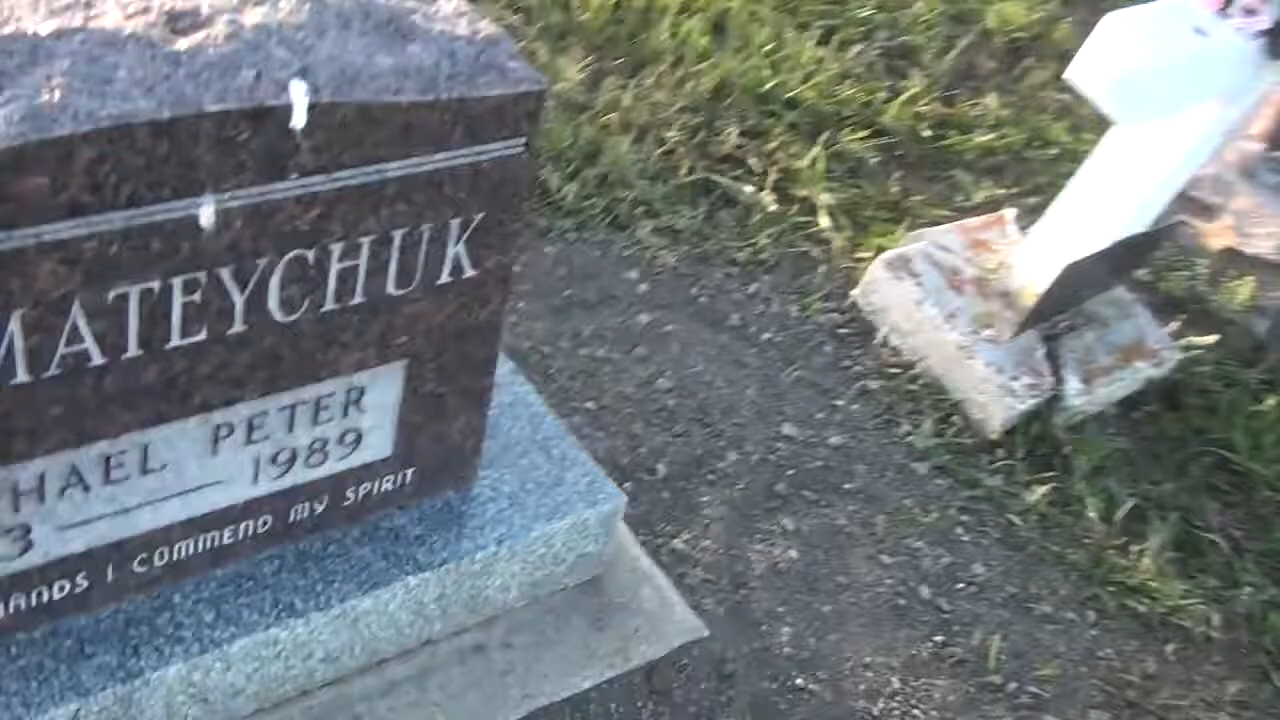 MATEYCHUK
HAEL PETER
3 — 1989
HANDS I COMMEND MY SPIRIT